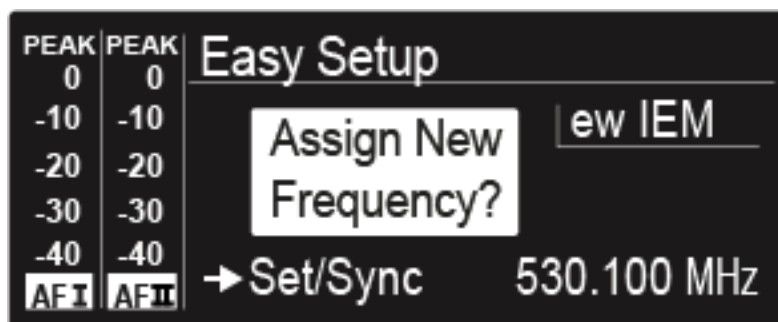 PEAK PEAK
0 0
-10 -10
-20 -20
-30 -30
-40 -40
AF I AF II
Easy Setup
ew IEM
Assign New
Frequency?
Set/Sync 530.100 MHz